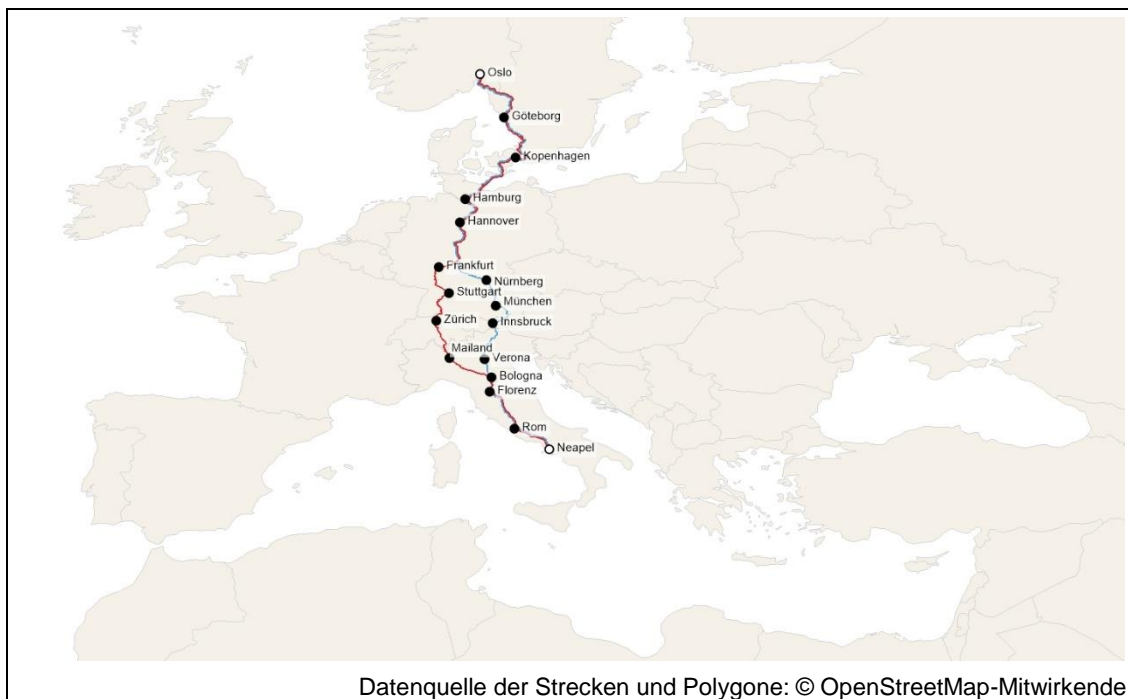 Oslo
Göteborg
Kopenhagen
Hamburg
Hannover
Frankfurt
Nürnberg
Stuttgart
München
Zürich
Innsbruck
Mailand
Verona
Bologna
Florenz
Rom
Neapel
Datenquelle der Strecken und Polygone: © OpenStreetMap-Mitwirkende